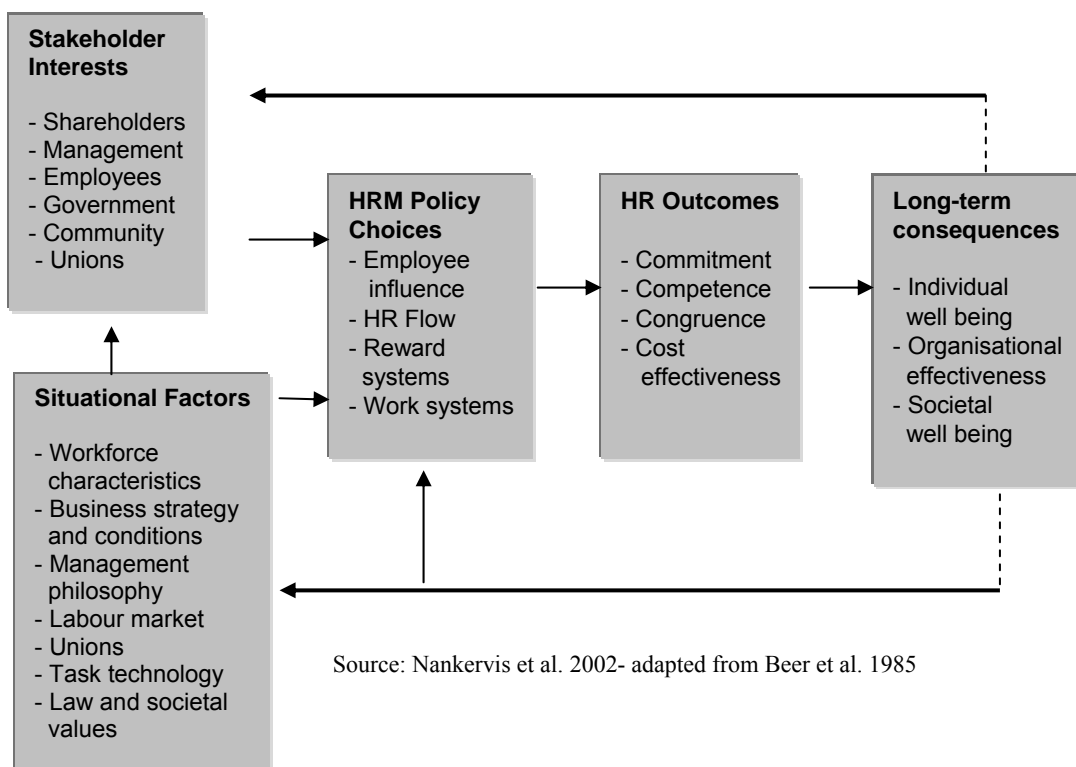 Stakeholder
Interests
- Shareholders
- Management
- Employees
- Government
- Community
- Unions
HRM Policy
Choices
- Employee
influence
- HR Flow
- Reward
systems
- Work systems
HR Outcomes
- Commitment
- Competence
- Congruence
- Cost
effectiveness
Long-term
consequences
- Individual
well being
- Organisational
effectiveness
- Societal
well being
Situational Factors
- Workforce
characteristics
- Business strategy
and conditions
- Management
philosophy
- Labour market
- Unions
- Task technology
- Law and societal
values
Source: Nankervis et al. 2002- adapted from Beer et al. 1985